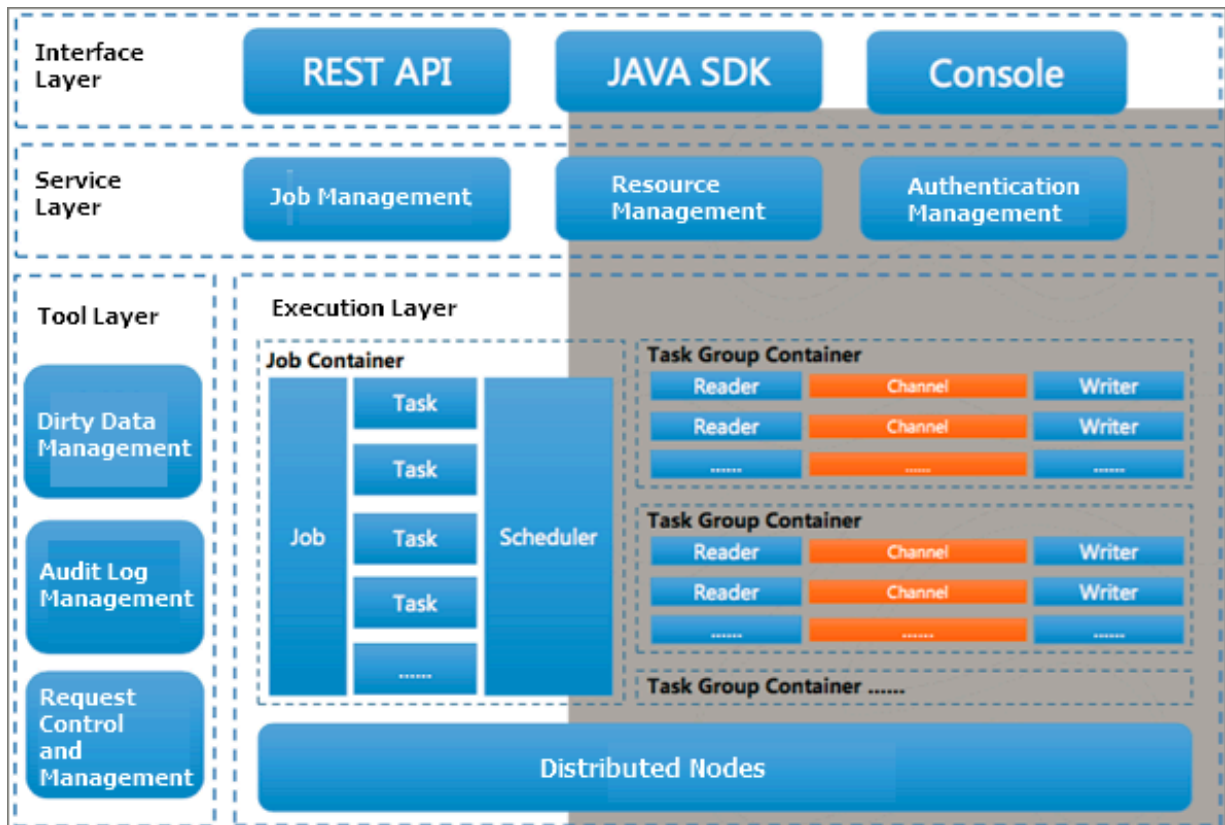 Interface
Layer
REST API
JAVA SDK
Console
Service
Layer
Job Management
Resource
Management
Authentication
Management
Tool Layer
Dirty Data
Management
Audit Log
Management
Request
Control
and
Management
Execution Layer
Job Container
Job
Task
Task
Task
Task
......
Scheduler
Task Group Container
Reader Channel Writer
Reader Channel Writer
...... ...... ......
Task Group Container
Reader Channel Writer
Reader Channel Writer
...... ...... ......
Task Group Container ......
Distributed Nodes